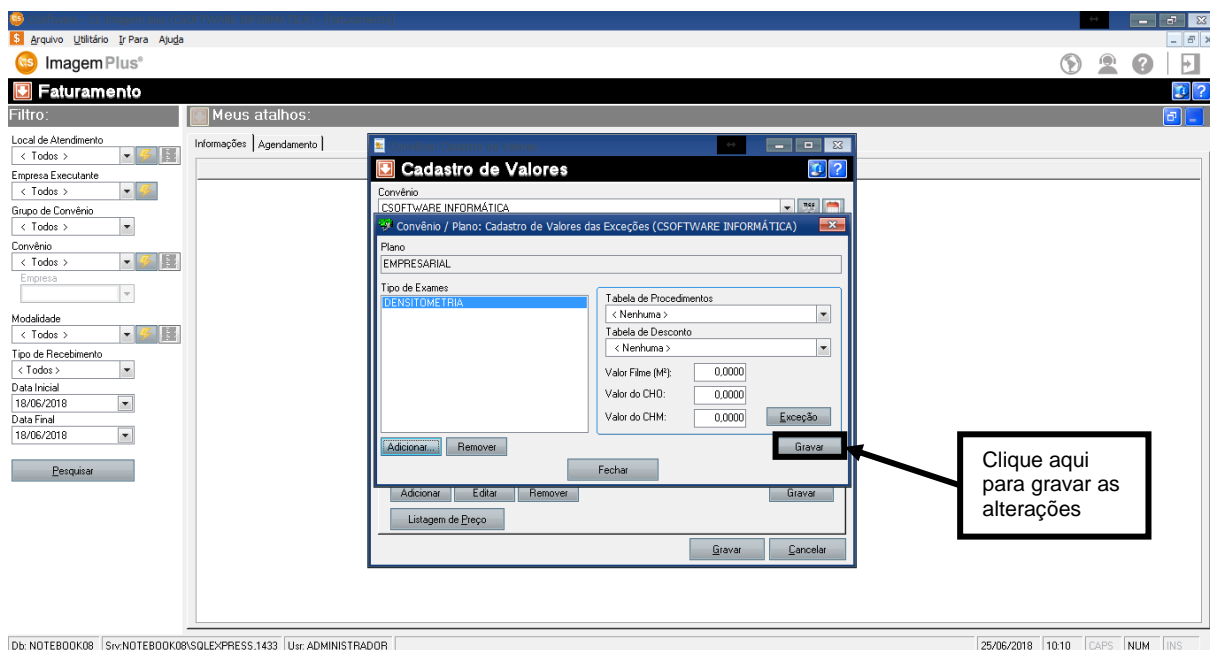 Arquivo Utilitário Ir Para Ajuda
ImagemPlus®
Faturamento
Filtro:
Meus atalhos:
Local de Atendimento
< Todos >
Empresa Executante
< Todos >
Grupo de Convênio
< Todos >
Convênio
< Todos >
Empresa
Modalidade
< Todos >
Tipo de Recebimento
< Todos >
Data Inicial
18/06/2018
Data Final
18/06/2018
Pesquisar
Informações Agendamento
Cadastro de Valores
Convênio
CSOFTWARE INFORMÁTICA
Convênio / Plano: Cadastro de Valores das Exceções (CSOFTWARE INFORMÁTICA)
Plano
EMPRESARIAL
Tipo de Exames
DENSITOMETRIA
Tabela de Procedimentos
< Nenhuma >
Tabela de Desconto
< Nenhuma >
Valor Filme (M²): 0,0000
Valor do CHO: 0,0000
Valor do CHM: 0,0000 Exceção
Adicionar... Remover Gravar
Fechar
Adicionar Editar Remover Gravar
Listagem de Preço
Gravar Cancelar
Clique aqui
para gravar as
alterações
Db: NOTEBOOK08 Srv:NOTEBOOK08\SQLEXPRESS,1433 Usr: ADMINISTRADOR 25/06/2018 10:10 CAPS NUM INS